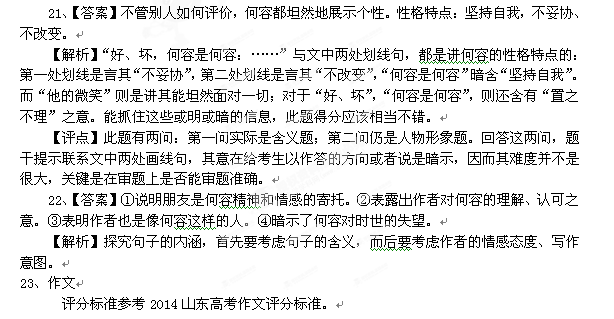 21、【答案】不管别人如何评价，何容都坦然地展示个性。性格特点：坚持自我，不妥协、
不改变。
【解析】“好、坏，何容是何容：……”与文中两处划线句，都是讲何容的性格特点的：
第一处划线是言其“不妥协”，第二处划线是言其“不改变”，“何容是何容”暗含“坚持自我”。
而“他的微笑”则是讲其能坦然面对一切；对于“好、坏”，“何容是何容”，则还含有“置之
不理”之意。能抓住这些或明或暗的信息，此题得分应该相当不错。
【评点】此题有两问：第一问实际是含义题；第二问仍是人物形象题。回答这两问，题
干提示联系文中两处画线句，其意在给考生以作答的方向或者说是暗示，因而其难度并不是
很大，关键是在审题上是否能审题准确。
22、【答案】①说明朋友是何容精神和情感的寄托。②表露出作者对何容的理解、认可之
意。③表明作者也是像何容这样的人。④暗示了何容对时世的失望。
【解析】探究句子的内涵，首先要考虑句子的含义，而后要考虑作者的情感态度、写作
意图。
23、作文
评分标准参考 2014 山东高考作文评分标准。